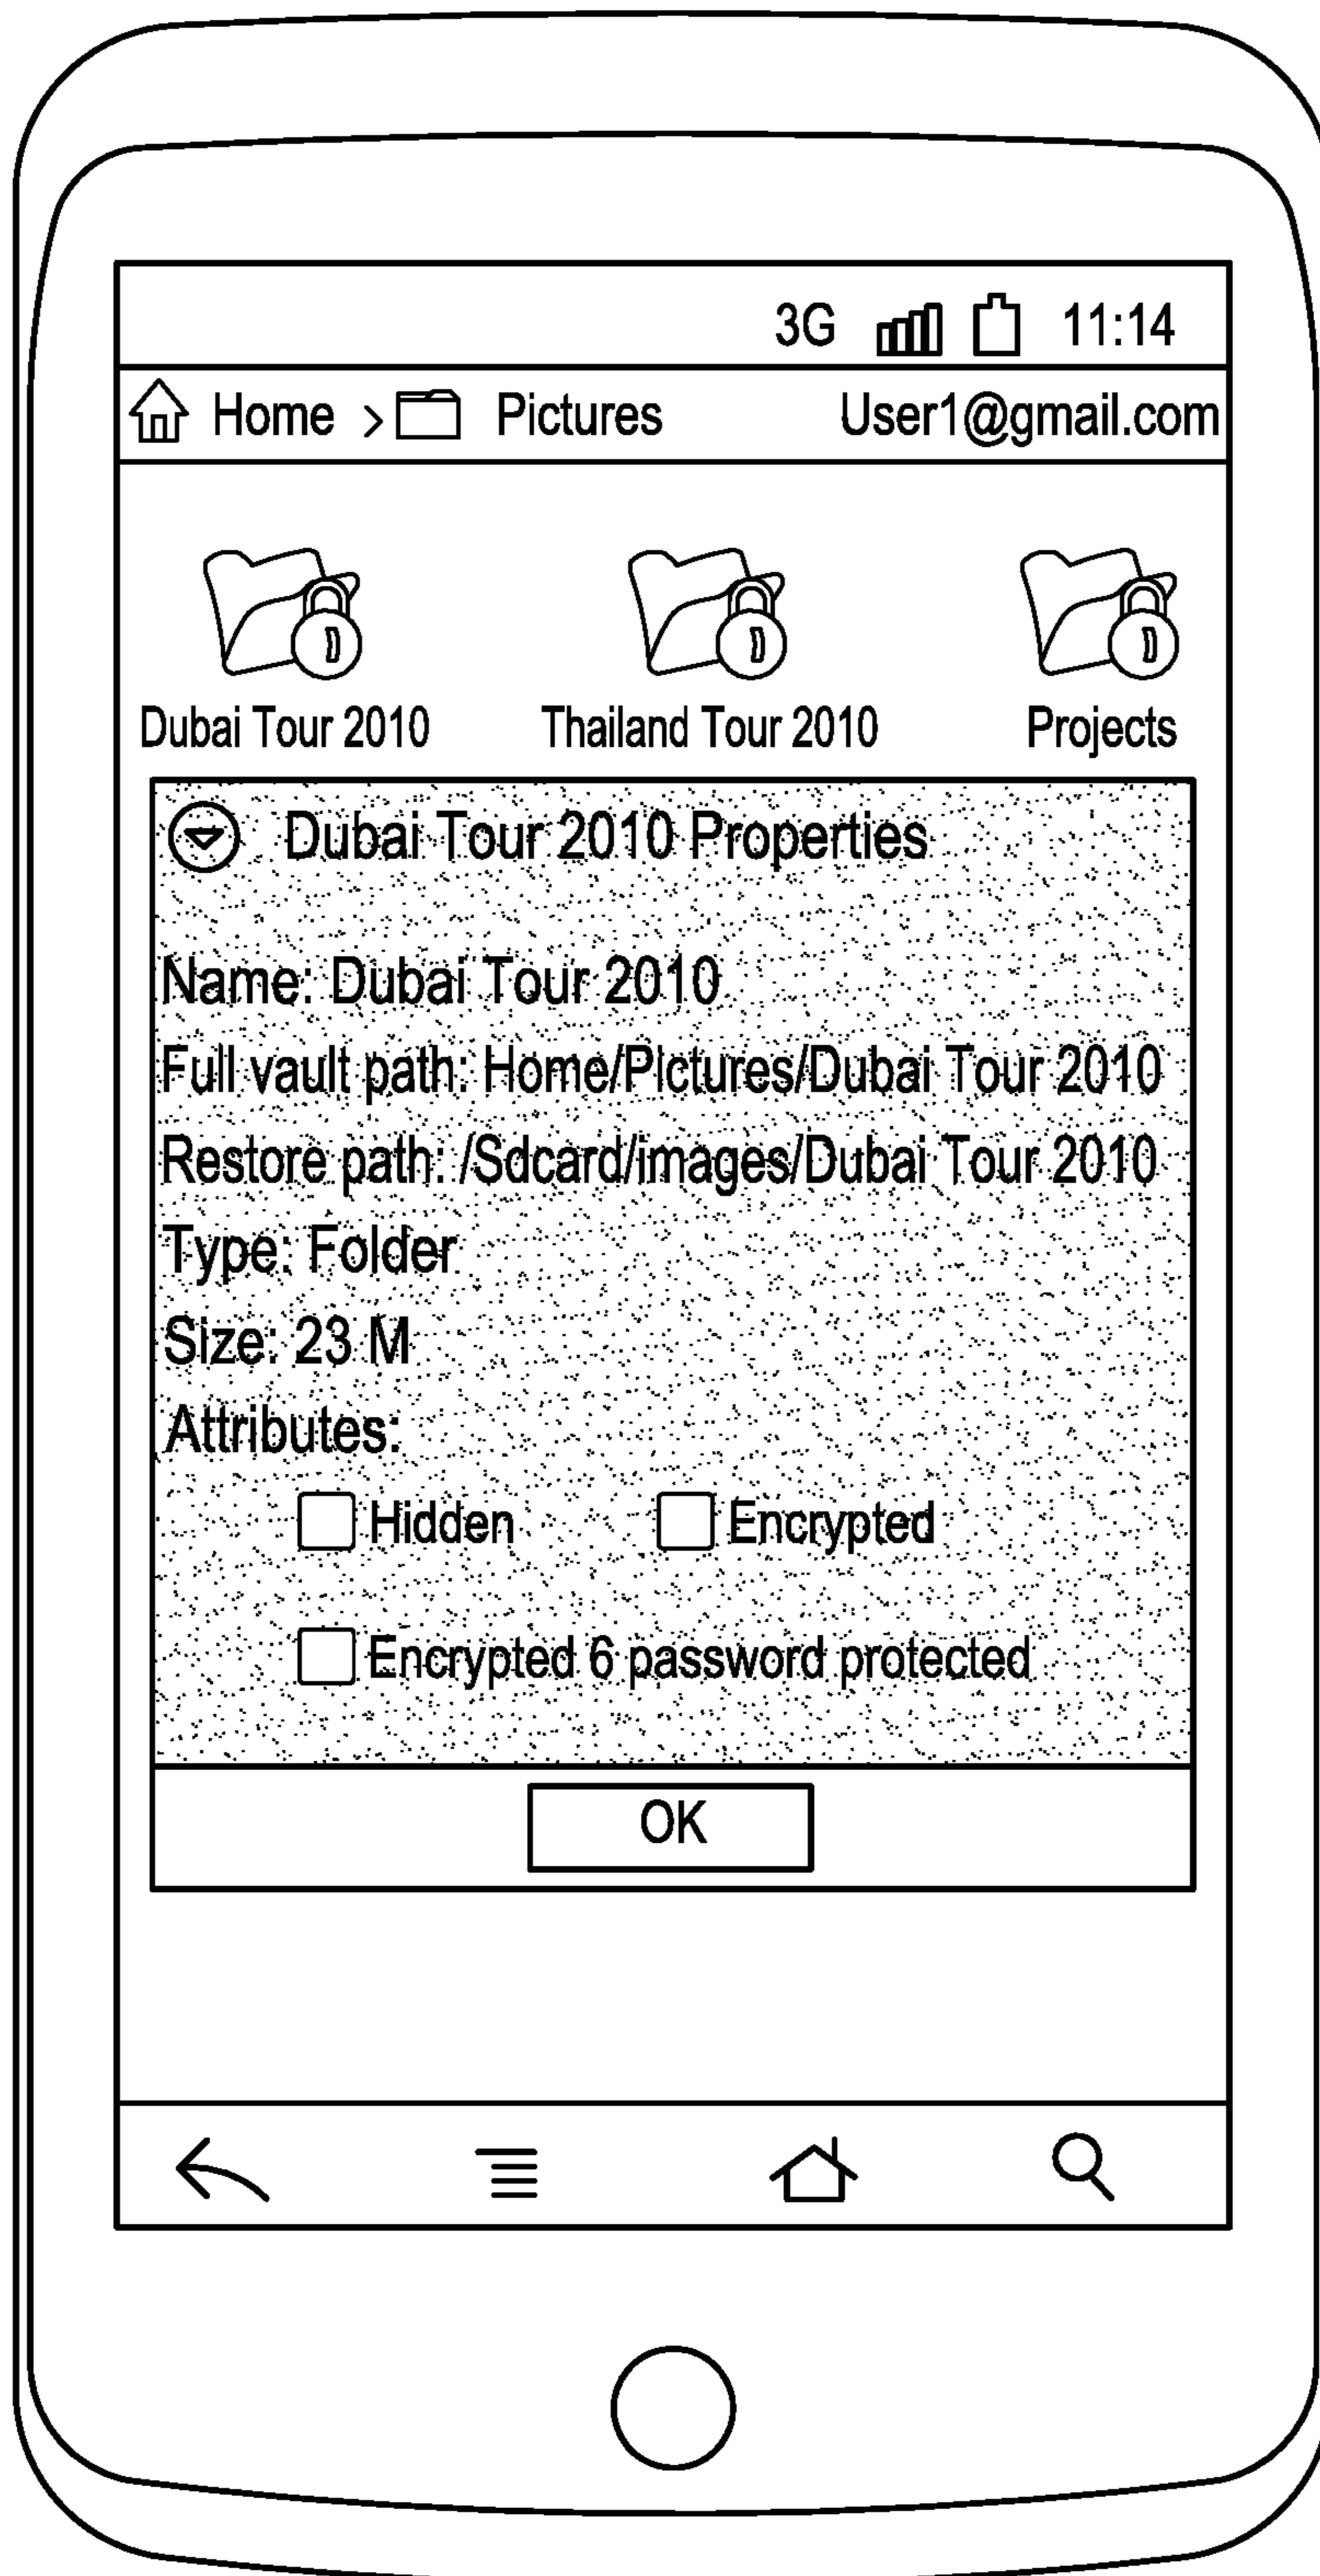 3G 11:14
Home > Pictures User1@gmail.com
Dubai Tour 2010 Thailand Tour 2010 Projects
Dubai Tour 2010 Properties
Name: Dubai Tour 2010
Full vault path: Home/PIctures/Dubai Tour 2010
Restore path: /Sdcard/images/Dubai Tour 2010
Type: Folder
Size: 23 M
Attributes:
Hidden Encrypted
Encrypted 6 password protected
OK